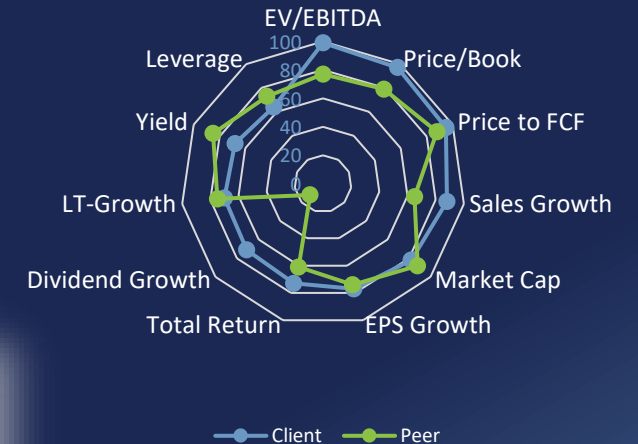 EV/EBITDA
Price/Book
Price to FCF
Sales Growth
Market Cap
EPS Growth
Total Return
Dividend Growth
LT-Growth
Yield
Leverage
100
80
60
40
20
0
Client
Peer